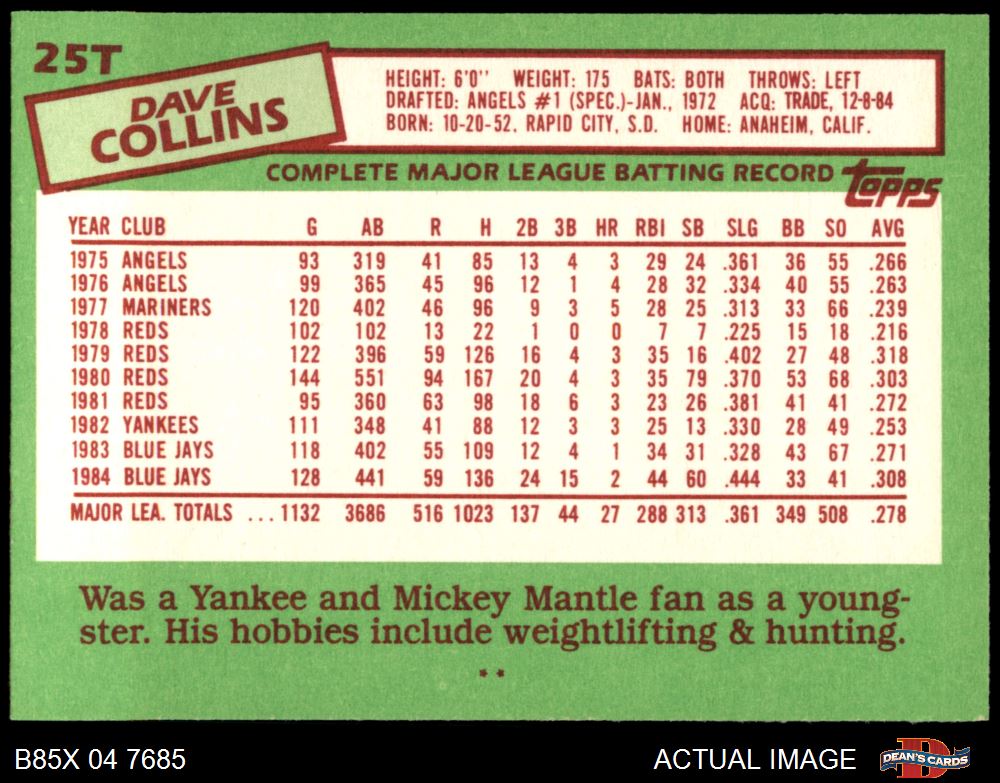 25T
DAVE
COLLINS
HEIGHT: 6'0'' WEIGHT: 175 BATS: BOTH THROWS: LEFT
DRAFTED: ANGELS #1 (SPEC.)-JAN., 1972 ACQ: TRADE, 12-8-84
BORN: 10-20-52, RAPID CITY, S.D. HOME: ANAHEIM, CALIF.
COMPLETE MAJOR LEAGUE BATTING RECORD topps
YEAR CLUB G AB R H 2B 3B HR RBI SB SLG BB SO AVG
1975 ANGELS 93 319 41 85 13 4 3 29 24 .361 36 55 .266
1976 ANGELS 99 365 45 96 12 1 4 28 32 .334 40 55 .263
1977 MARINERS 120 402 46 96 9 3 5 28 25 .313 33 66 .239
1978 REDS 102 102 13 22 1 0 0 7 7 .225 15 18 .216
1979 REDS 122 396 59 126 16 4 3 35 16 .402 27 48 .318
1980 REDS 144 551 94 167 20 4 3 35 79 .370 53 68 .303
1981 REDS 95 360 63 98 18 6 3 23 26 .381 41 41 .272
1982 YANKEES 111 348 41 88 12 3 3 25 13 .330 28 49 .253
1983 BLUE JAYS 118 402 55 109 12 4 1 34 31 .328 43 67 .271
1984 BLUE JAYS 128 441 59 136 24 15 2 44 60 .444 33 41 .308
MAJOR LEA. TOTALS ...1132 3686 516 1023 137 44 27 288 313 .361 349 508 .278
Was a Yankee and Mickey Mantle fan as a young-
ster. His hobbies include weightlifting & hunting.
**
B85X 04 7685 ACTUAL IMAGE DEAN'S CARDS